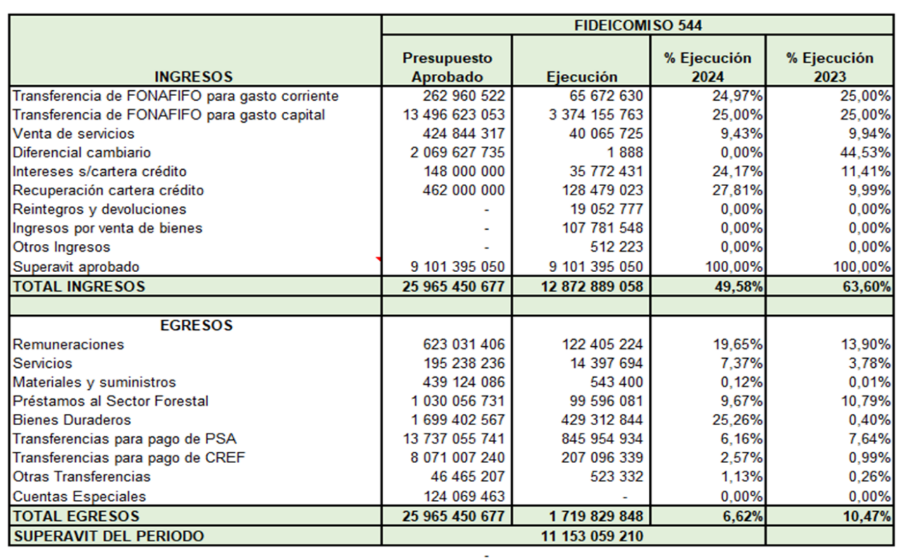 FIDEICOMISO 544
INGRESOS Presupuesto Aprobado Ejecución % Ejecución 2024 % Ejecución 2023
Transferencia de FONAFIFO para gasto corriente 262 960 522 65 672 630 24,97% 25,00%
Transferencia de FONAFIFO para gasto capital 13 496 623 053 3 374 155 763 25,00% 25,00%
Venta de servicios 424 844 317 40 065 725 9,43% 9,94%
Diferencial cambiario 2 069 627 735 1 888 0,00% 44,53%
Intereses s/cartera crédito 148 000 000 35 772 431 24,17% 11,41%
Recuperación cartera crédito 462 000 000 128 479 023 27,81% 9,99%
Reintegros y devoluciones - 19 052 777 0,00% 0,00%
Ingresos por venta de bienes - 107 781 548 0,00% 0,00%
Otros Ingresos - 512 223 0,00% 0,00%
Superavit aprobado 9 101 395 050 9 101 395 050 100,00% 100,00%
TOTAL INGRESOS 25 965 450 677 12 872 889 058 49,58% 63,60%
EGRESOS
Remuneraciones 623 031 406 122 405 224 19,65% 13,90%
Servicios 195 238 236 14 397 694 7,37% 3,78%
Materiales y suministros 439 124 086 543 400 0,12% 0,01%
Préstamos al Sector Forestal 1 030 056 731 99 596 081 9,67% 10,79%
Bienes Duraderos 1 699 402 567 429 312 844 25,26% 0,40%
Transferencias para pago de PSA 13 737 055 741 845 954 934 6,16% 7,64%
Transferencias para pago de CREF 8 071 007 240 207 096 339 2,57% 0,99%
Otras Transferencias 46 465 207 523 332 1,13% 0,26%
Cuentas Especiales 124 069 463 - 0,00% 0,00%
TOTAL EGRESOS 25 965 450 677 1 719 829 848 6,62% 10,47%
SUPERAVIT DEL PERIODO 11 153 059 210
-